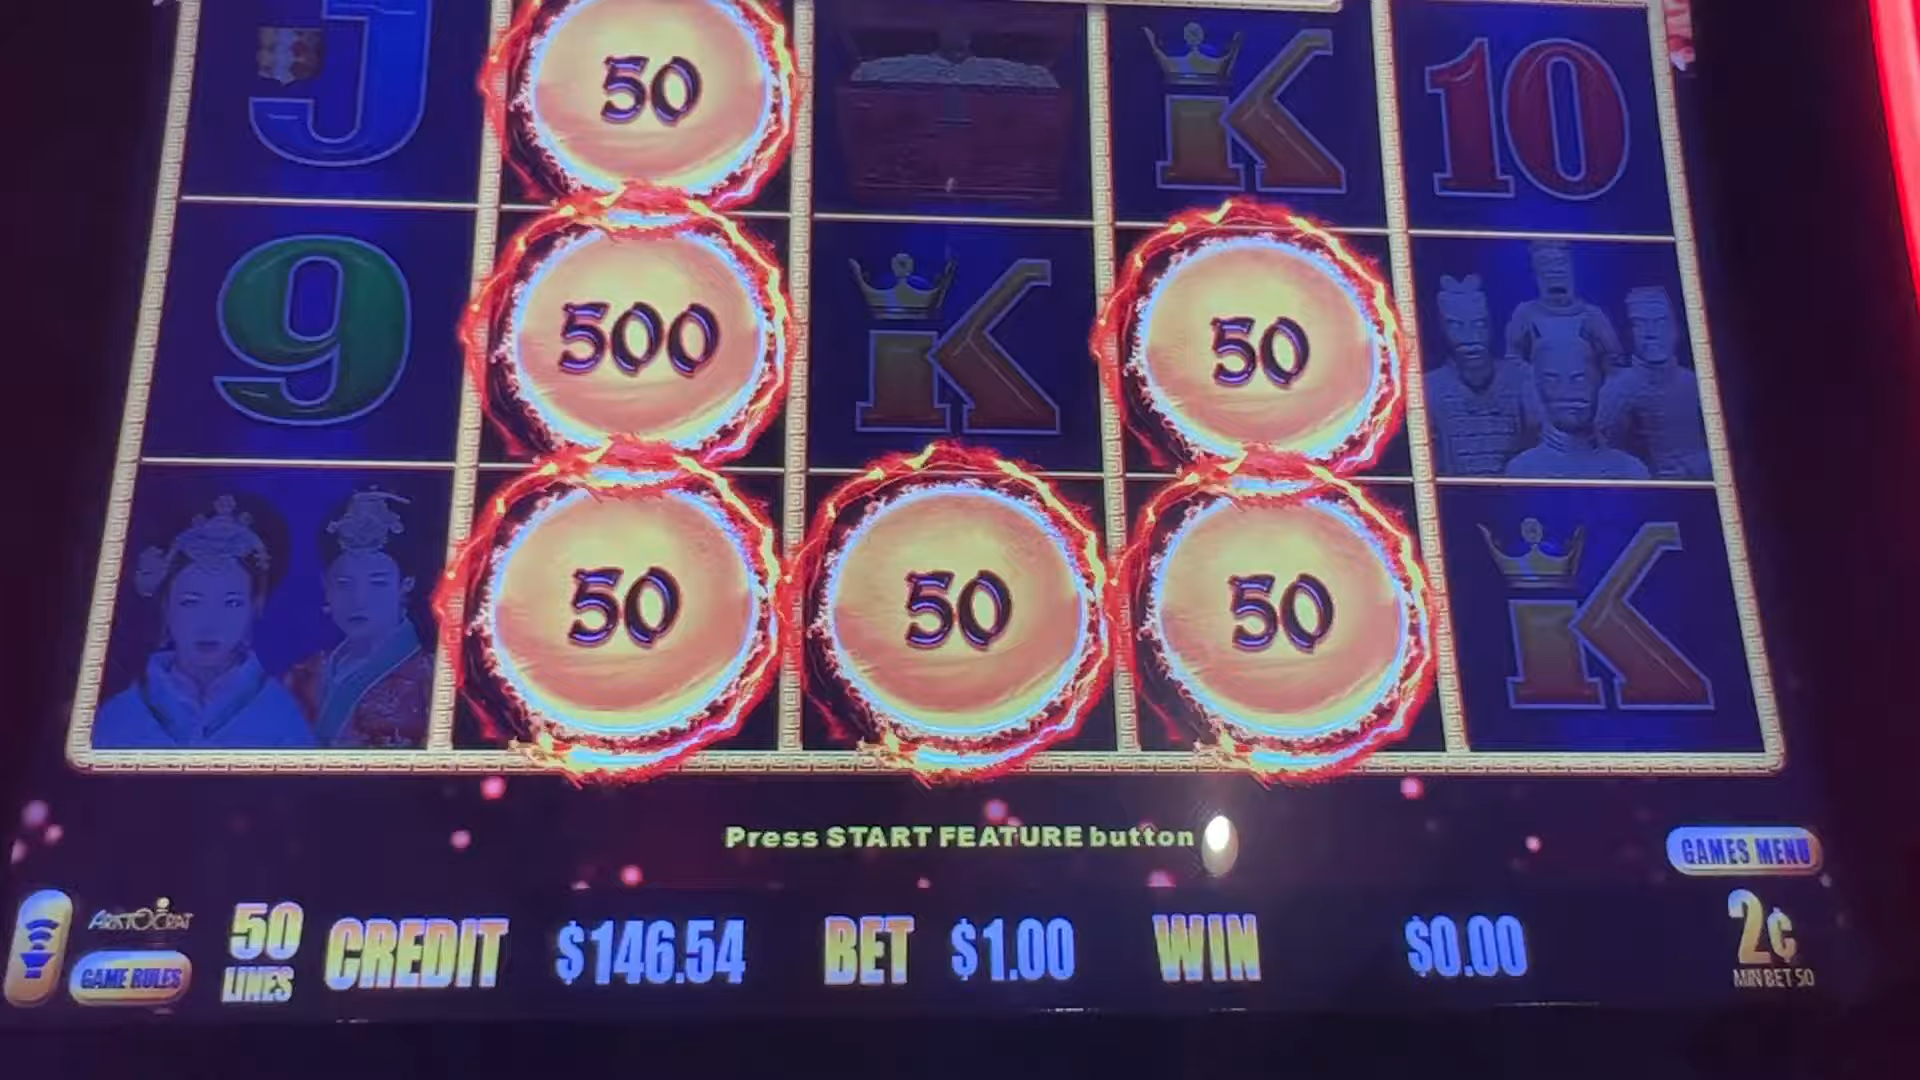 J 50 K 10
9 500 K 50
50 50 50 K
Press START FEATURE button
GAMES MENU
ARISTOCRAT
GAME RULES
50
LINES
CREDIT $146.54 BET $1.00 WIN $0.00
2¢
MIN BET 50